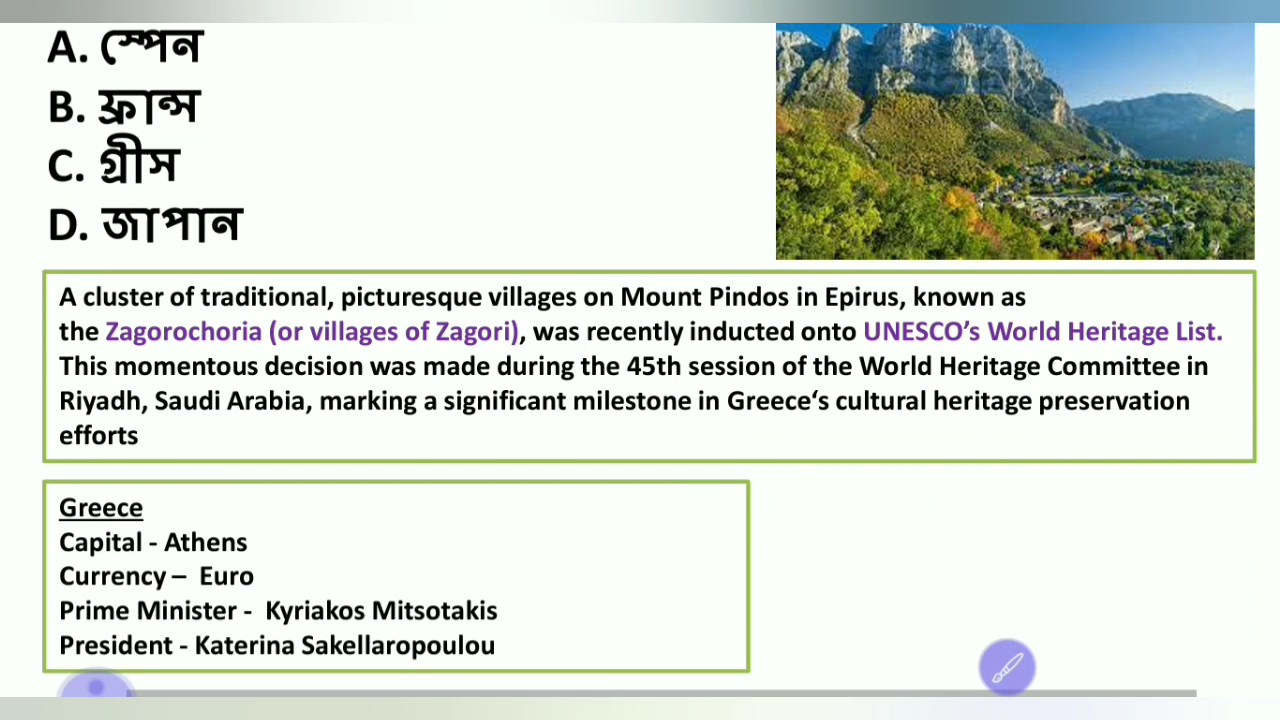 A. স্পেন
B. ফ্রান্স
C. গ্রীস
D. জাপান
A cluster of traditional, picturesque villages on Mount Pindos in Epirus, known as
the Zagorochoria (or villages of Zagori), was recently inducted onto UNESCO’s World Heritage List.
This momentous decision was made during the 45th session of the World Heritage Committee in
Riyadh, Saudi Arabia, marking a significant milestone in Greece‘s cultural heritage preservation
efforts
Greece
Capital - Athens
Currency – Euro
Prime Minister - Kyriakos Mitsotakis
President - Katerina Sakellaropoulou